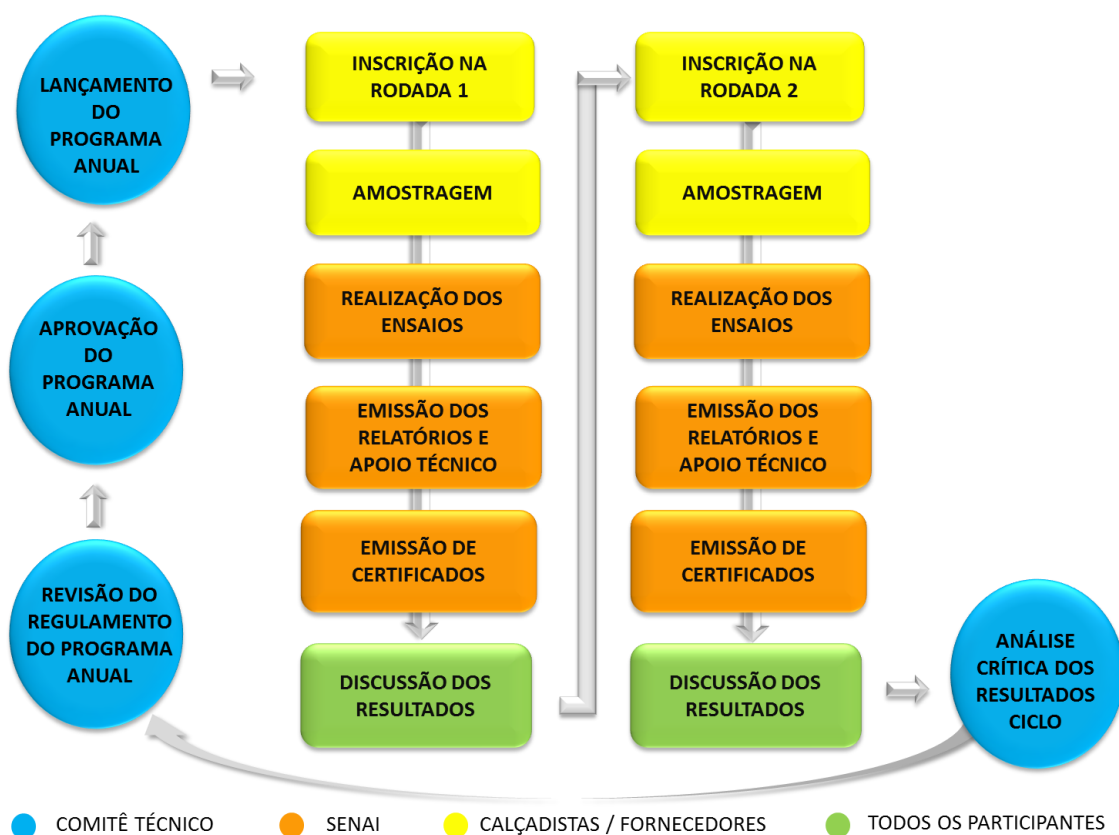 LANÇAMENTO
DO
PROGRAMA
ANUAL
APROVAÇÃO
DO
PROGRAMA
ANUAL
REVISÃO DO
REGULAMENTO
DO PROGRAMA
ANUAL
INSCRIÇÃO NA
RODADA 1
AMOSTRAGEM
REALIZAÇÃO DOS
ENSAIOS
EMISSÃO DOS
RELATÓRIOS E
APOIO TÉCNICO
EMISSÃO DE
CERTIFICADOS
DISCUSSÃO DOS
RESULTADOS
INSCRIÇÃO NA
RODADA 2
AMOSTRAGEM
REALIZAÇÃO DOS
ENSAIOS
EMISSÃO DOS
RELATÓRIOS E
APOIO TÉCNICO
EMISSÃO DE
CERTIFICADOS
DISCUSSÃO DOS
RESULTADOS
ANÁLISE
CRÍTICA DOS
RESULTADOS
CICLO
COMITÊ TÉCNICO
SENAI
CALÇADISTAS / FORNECEDORES
TODOS OS PARTICIPANTES